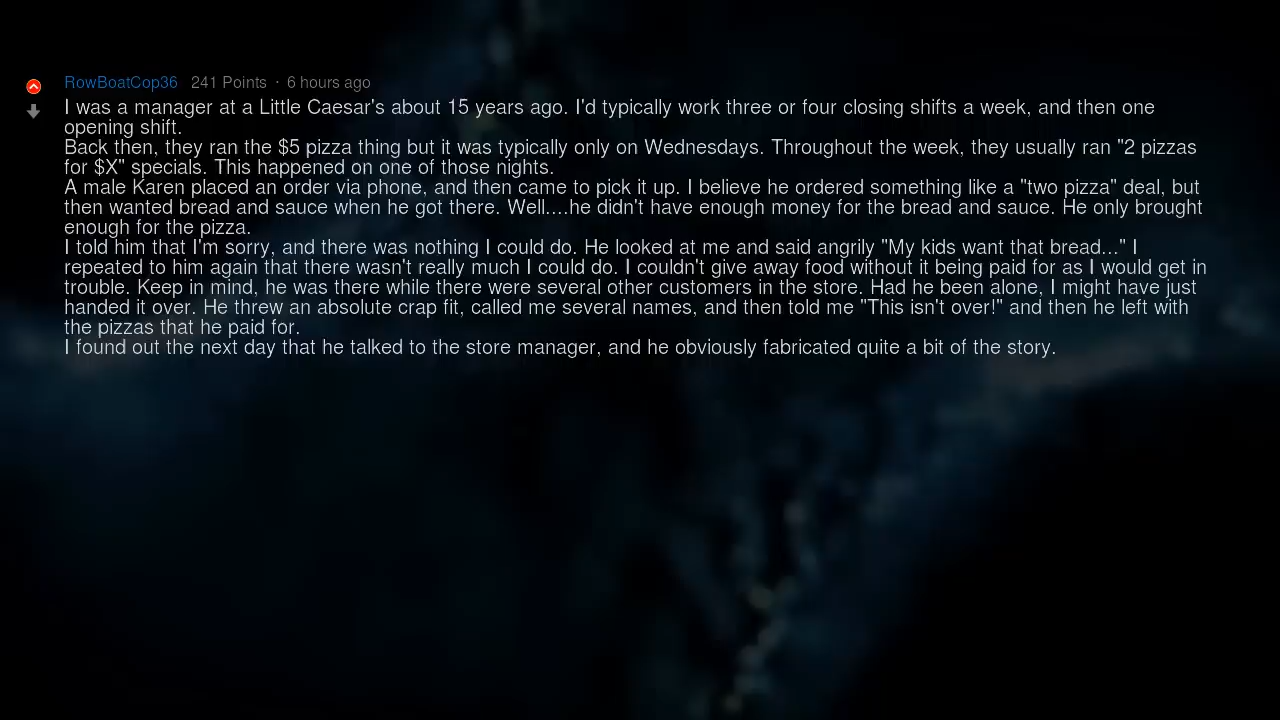 RowBoatCop36 241 Points · 6 hours ago
I was a manager at a Little Caesar's about 15 years ago. I'd typically work three or four closing shifts a week, and then one
opening shift.
Back then, they ran the $5 pizza thing but it was typically only on Wednesdays. Throughout the week, they usually ran "2 pizzas
for $X" specials. This happened on one of those nights.
A male Karen placed an order via phone, and then came to pick it up. I believe he ordered something like a "two pizza" deal, but
then wanted bread and sauce when he got there. Well....he didn't have enough money for the bread and sauce. He only brought
enough for the pizza.
I told him that I'm sorry, and there was nothing I could do. He looked at me and said angrily "My kids want that bread..." I
repeated to him again that there wasn't really much I could do. I couldn't give away food without it being paid for as I would get in
trouble. Keep in mind, he was there while there were several other customers in the store. Had he been alone, I might have just
handed it over. He threw an absolute crap fit, called me several names, and then told me "This isn't over!" and then he left with
the pizzas that he paid for.
I found out the next day that he talked to the store manager, and he obviously fabricated quite a bit of the story.